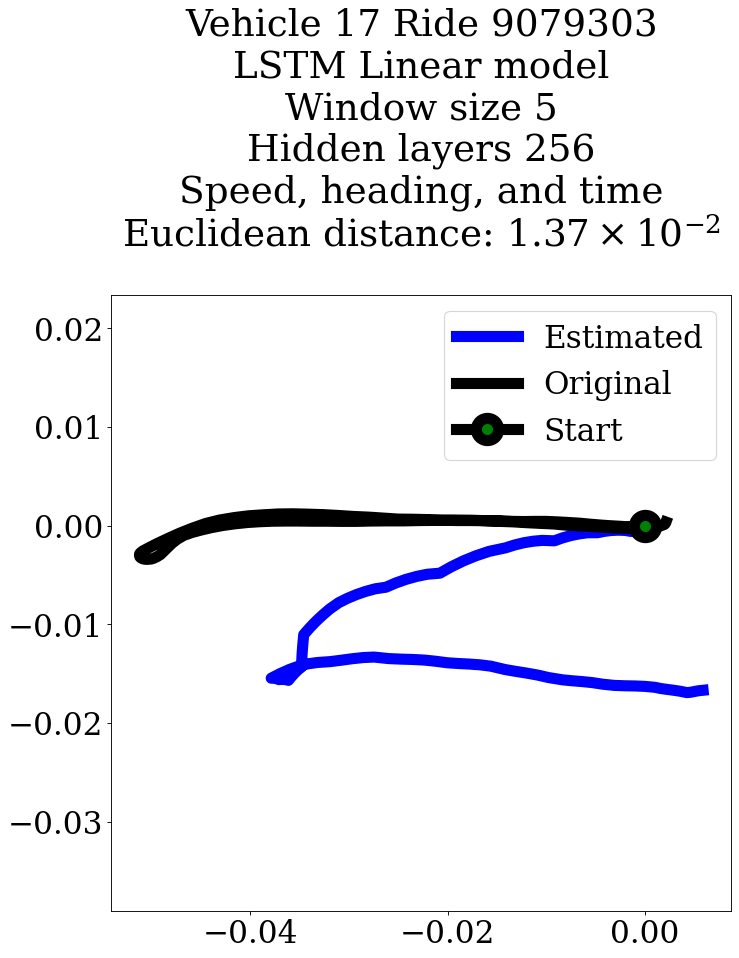 Vehicle 17 Ride 9079303
LSTM Linear model
Window size 5
Hidden layers 256
Speed, heading, and time
Euclidean distance: 1.37 × 10⁻²
Estimated
Original
Start
0.02
0.01
0.00
−0.01
−0.02
−0.03
−0.04
−0.02
0.00